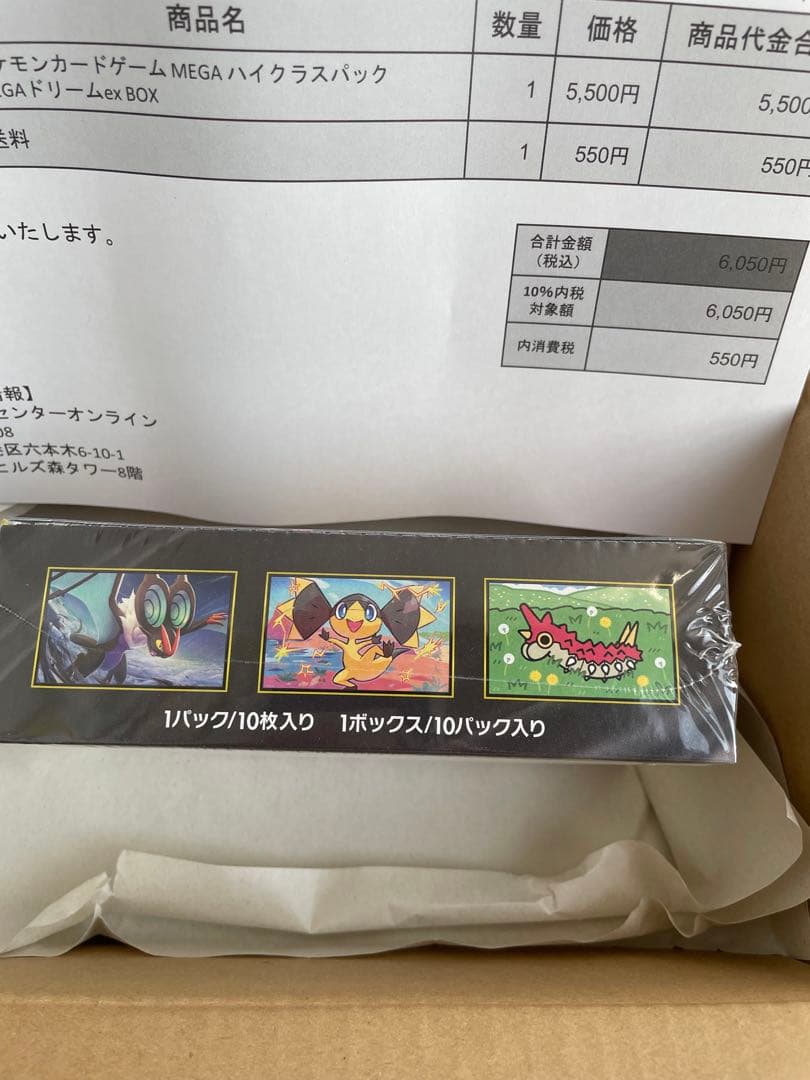 商品名 数量 価格 商品代金合
ケモンカードゲーム MEGA ハイクラスパック
EGAドリームex BOX 1 5,500円 5,500
送料 1 550円 550円
いたします。
合計金額
(税込) 6,050円
10%内税
対象額 6,050円
内消費税 550円
報】
センターオンライン
08
区六本木6-10-1
ヒルズ森タワー8階
1パック/10枚入り 1ボックス/10パック入り